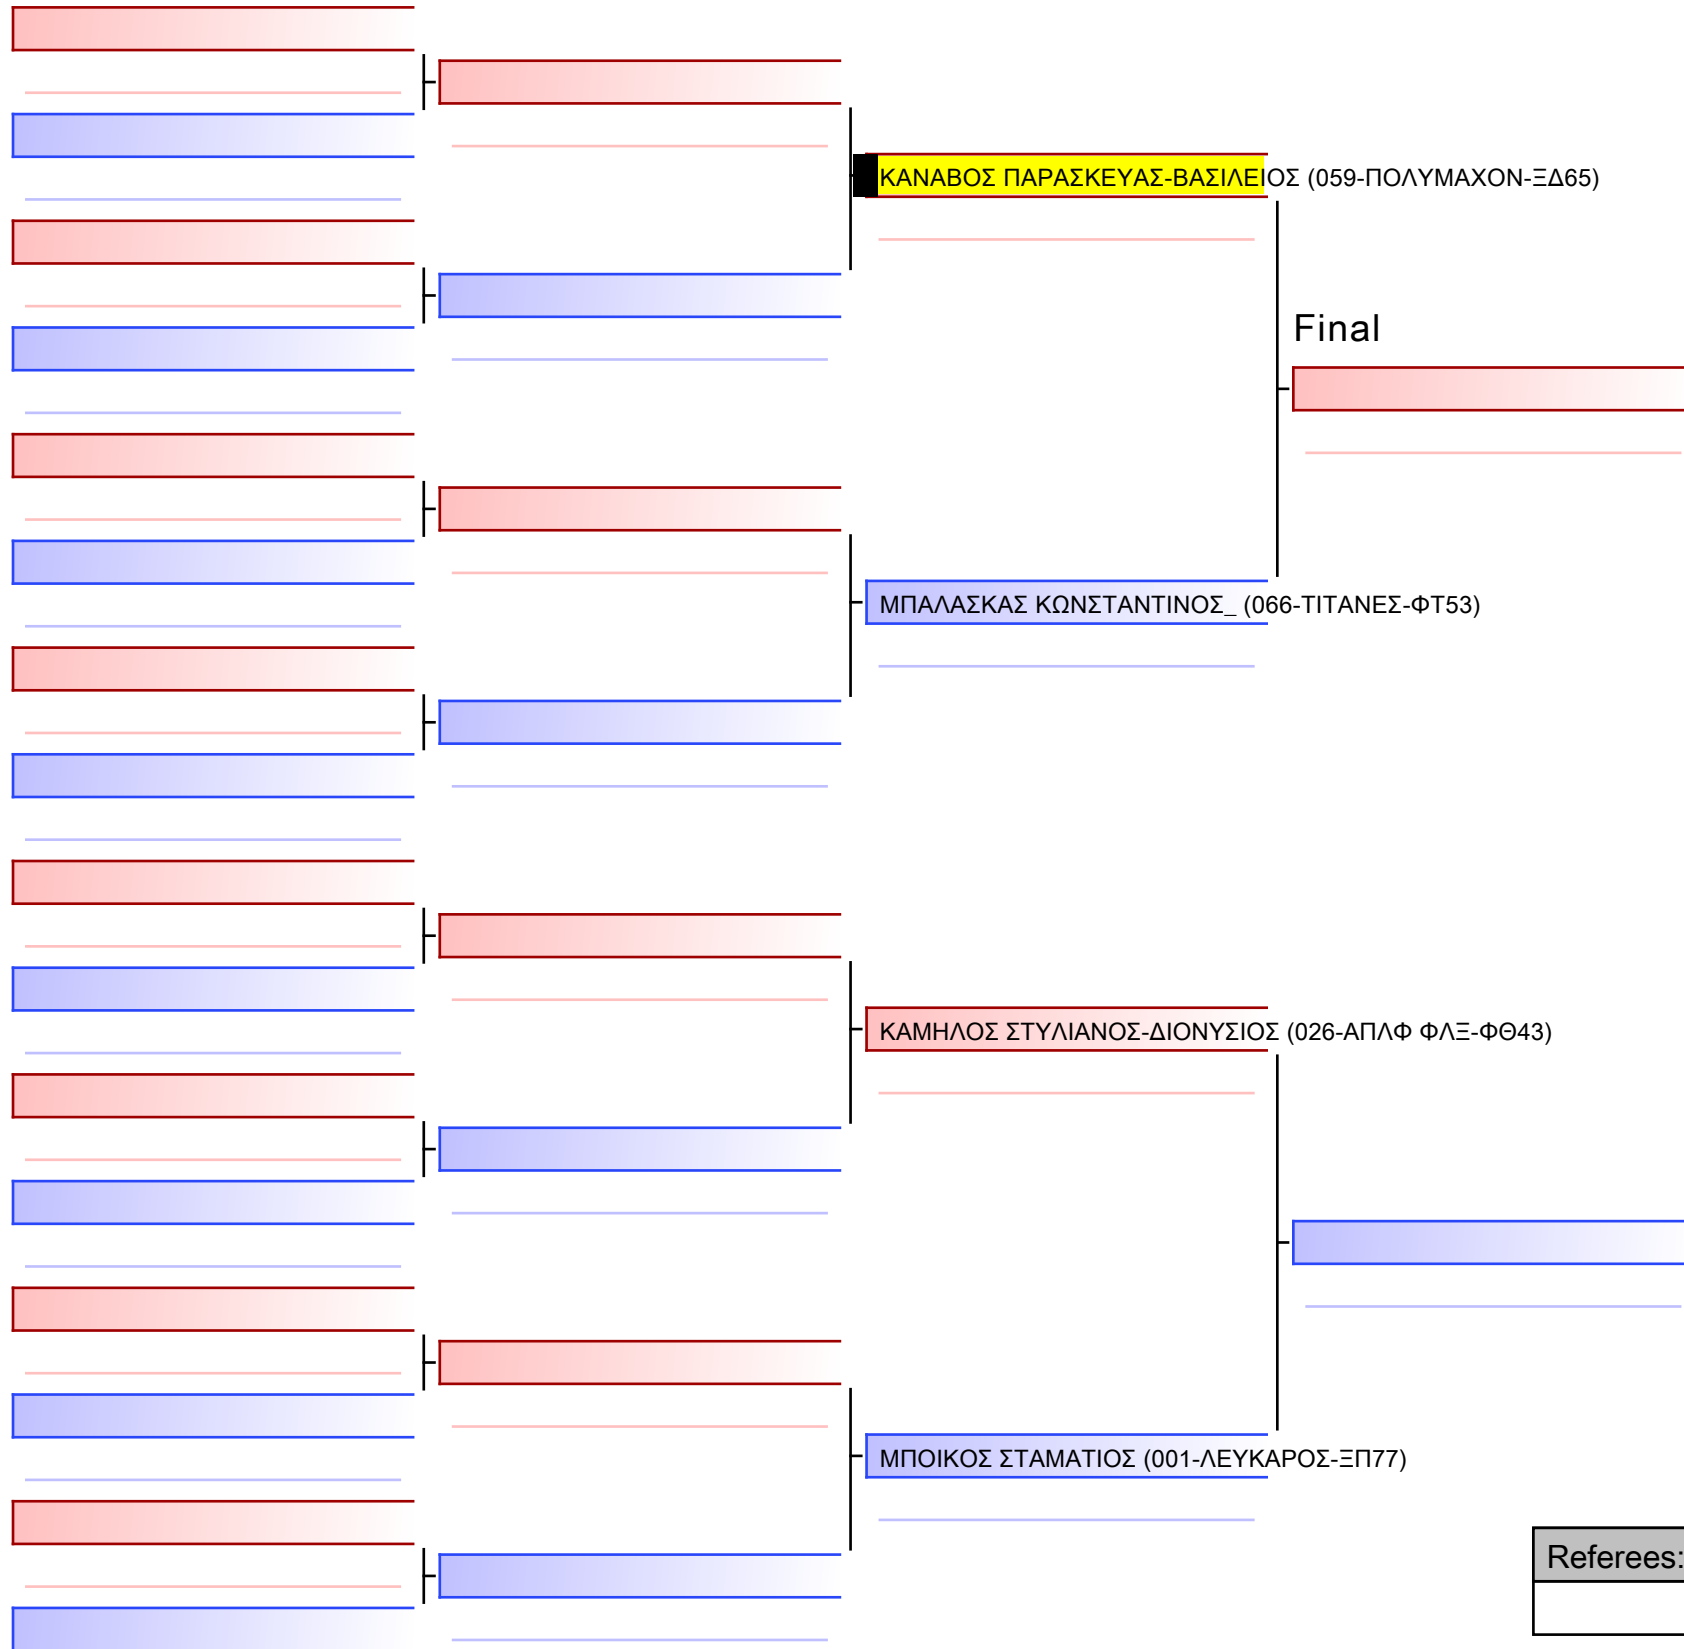 ΚΑΝΑΒΟΣ ΠΑΡΑΣΚΕΥΑΣ-ΒΑΣΙΛΕΙΟΣ (059-ΠΟΛΥΜΑΧΟΝ-ΞΔ65)
Final
ΜΠΑΛΑΣΚΑΣ ΚΩΝΣΤΑΝΤΙΝΟΣ_ (066-ΤΙΤΑΝΕΣ-ΦΤ53)
ΚΑΜΗΛΟΣ ΣΤΥΛΙΑΝΟΣ-ΔΙΟΝΥΣΙΟΣ (026-ΑΠΛΦ ΦΛΞ-ΦΘ43)
ΜΠΟΙΚΟΣ ΣΤΑΜΑΤΙΟΣ (001-ΛΕΥΚΑΡΟΣ-ΞΠ77)
Referees: